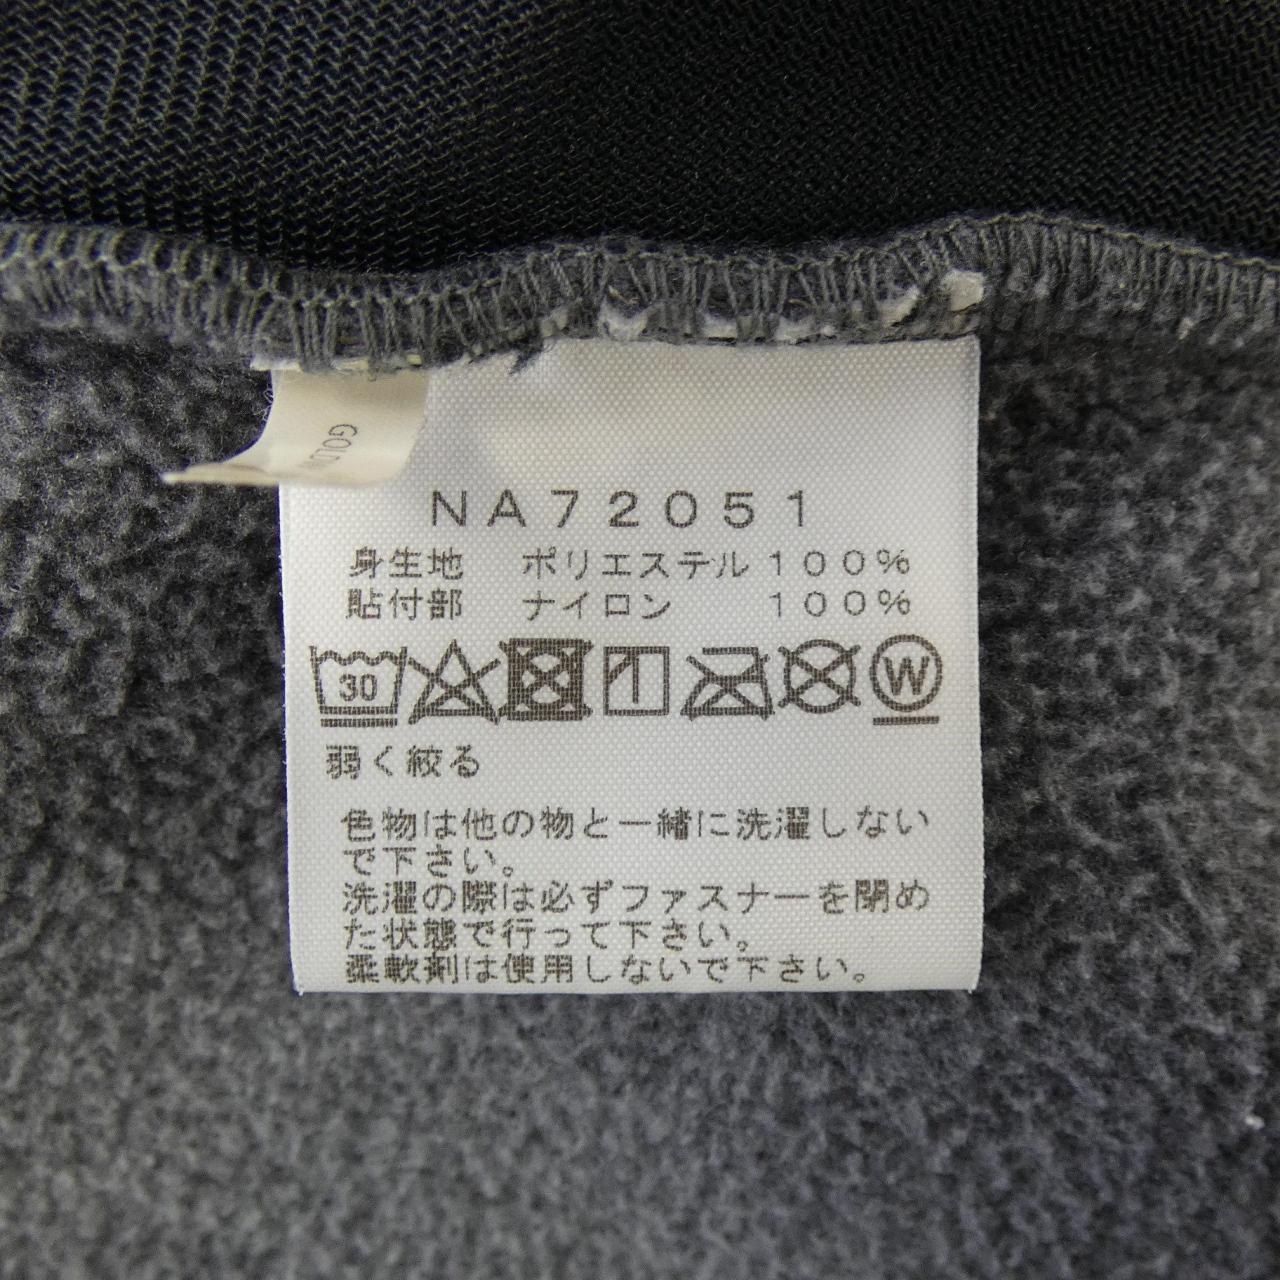 GOLDW
ＮＡ７２０５１
身生地 ポリエステル１００％
貼付部 ナイロン １００％
30
W
弱く絞る
色物は他の物と一緒に洗濯しない
で下さい。
洗濯の際は必ずファスナーを閉め
た状態で行って下さい。
柔軟剤は使用しないで下さい。